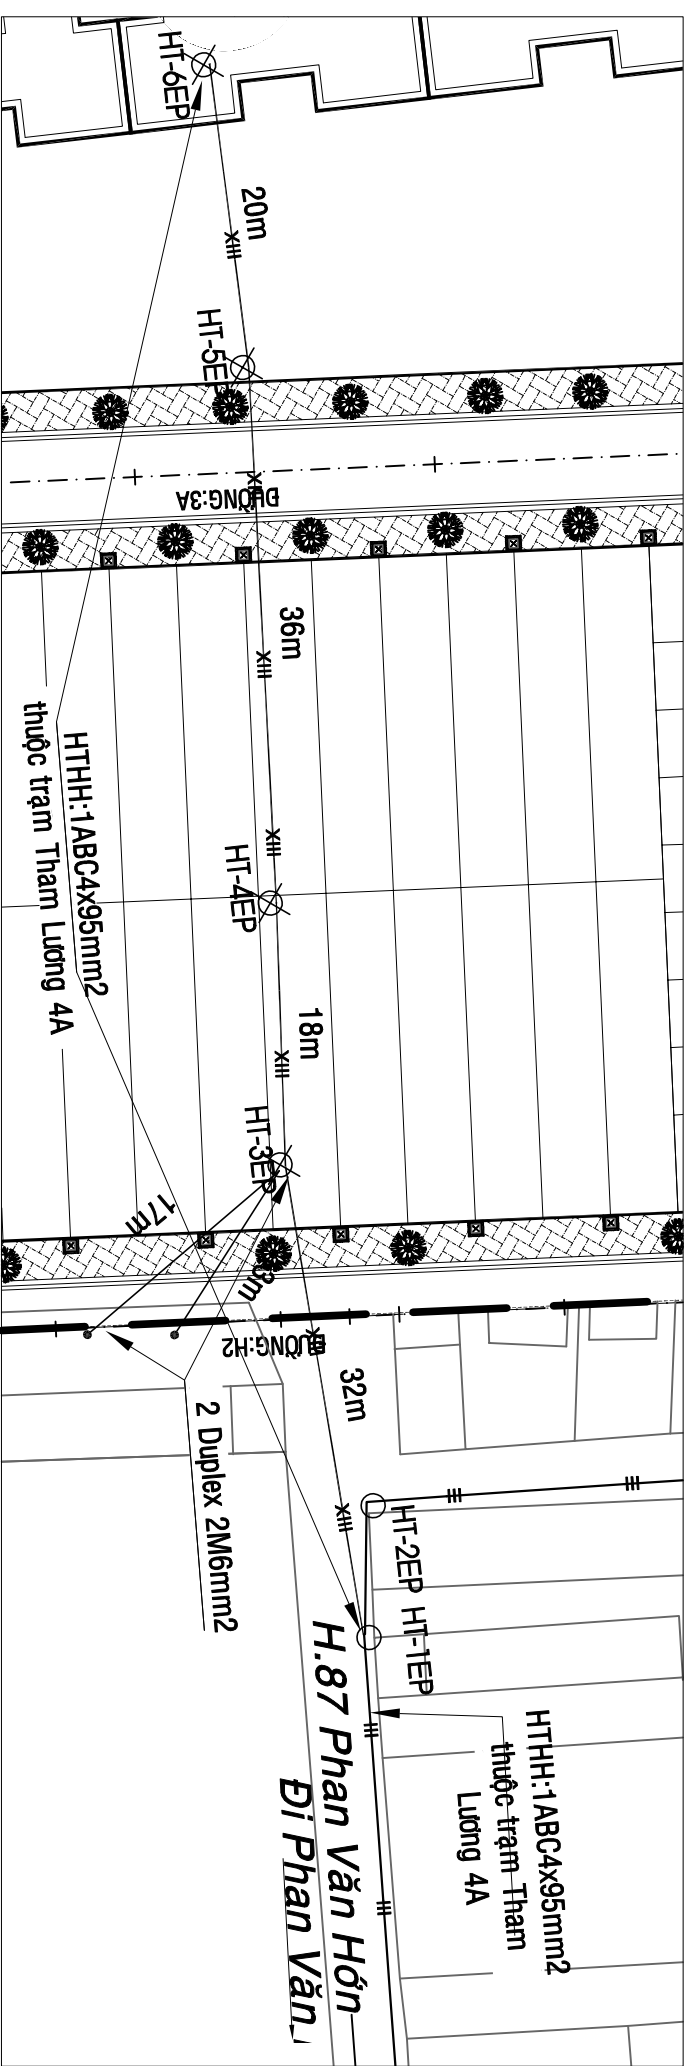 HT-6EP
20m
HT-5EP
ĐƯỜNG:3A
36m
HTHH:1ABC4x95mm2
thuộc trạm Tham Lương 4A
HT-4EP
18m
HT-3EP
17m
ĐƯỜNG:H2
32m
2 Duplex 2M6mm2
HT-2EP
HT-1EP
HTHH:1ABC4x95mm2
thuộc trạm Tham
Lương 4A
H.87 Phan Văn Hớn
Đi Phan Văn